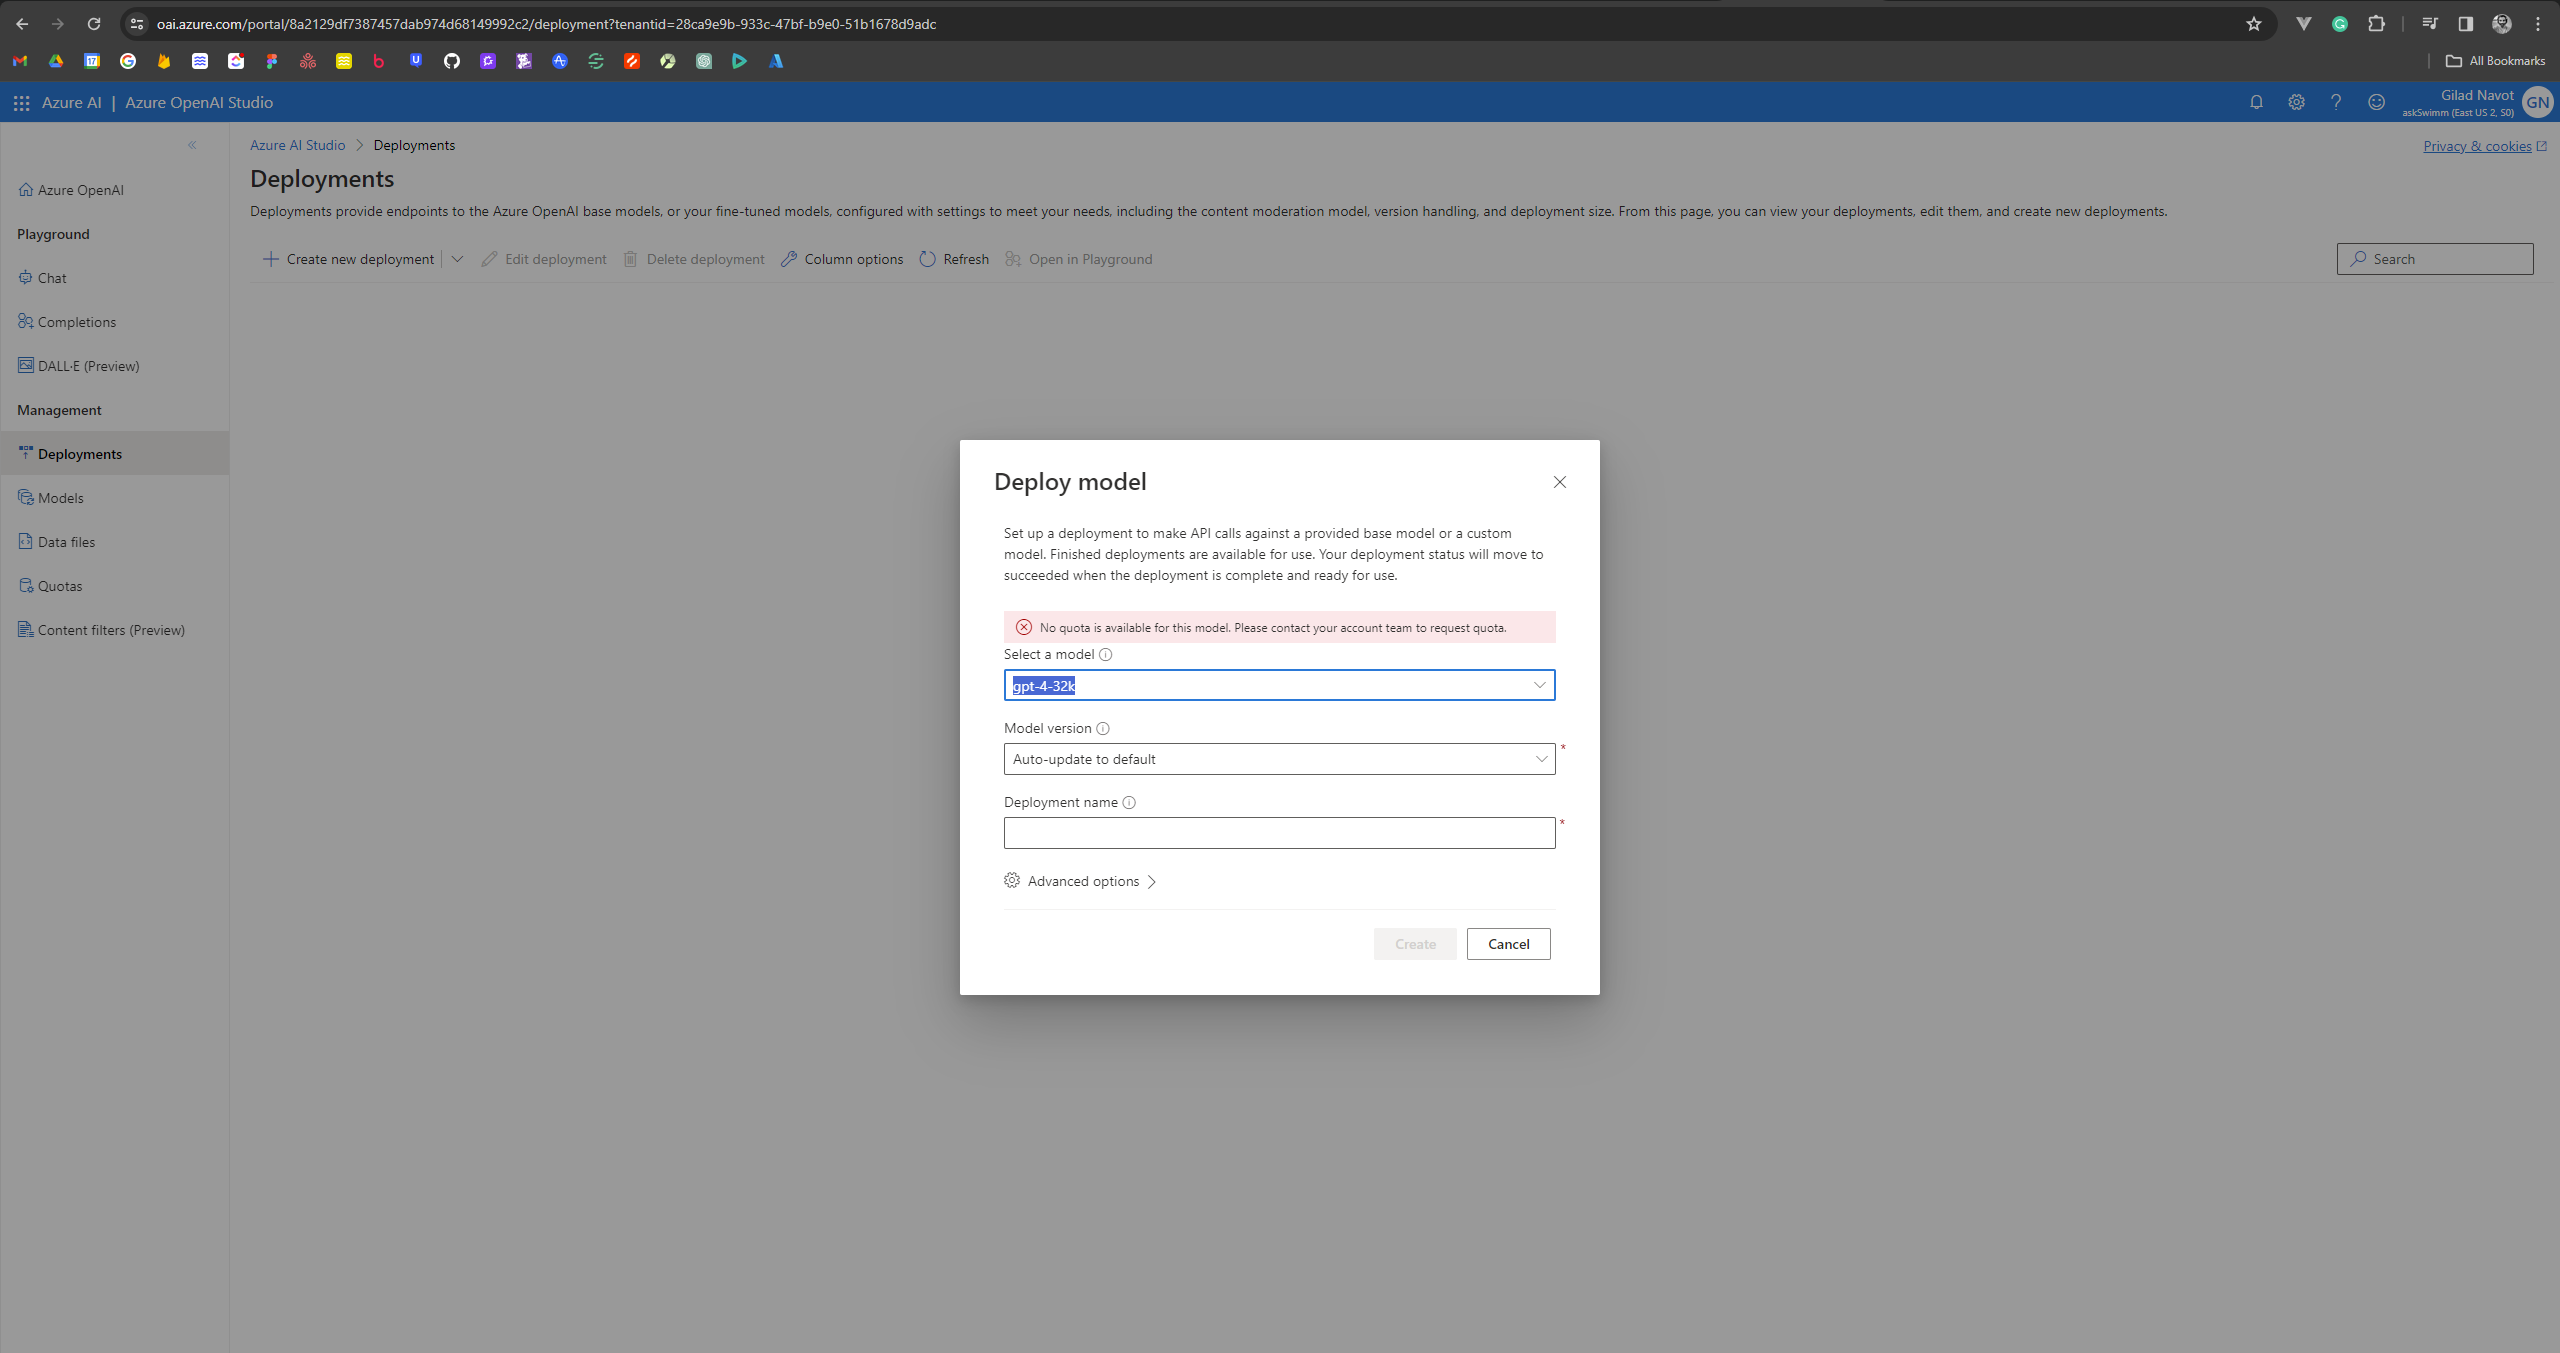 oai.azure.com/portal/8a2129df7387457dab974d68149992c2/deployment?tenantid=28ca9e9b-933c-47bf-b9e0-51b1678d9adc
All Bookmarks
Azure AI | Azure OpenAI Studio
Gilad Navot
askSwimm (East US 2, S0)
GN
Azure AI Studio > Deployments
Privacy & cookies
Deployments
Deployments provide endpoints to the Azure OpenAI base models, or your fine-tuned models, configured with settings to meet your needs, including the content moderation model, version handling, and deployment size. From this page, you can view your deployments, edit them, and create new deployments.
Create new deployment
Edit deployment
Delete deployment
Column options
Refresh
Open in Playground
Search
Azure OpenAI
Playground
Chat
Completions
DALL·E (Preview)
Management
Deployments
Models
Data files
Quotas
Content filters (Preview)
Deploy model
Set up a deployment to make API calls against a provided base model or a custom
model. Finished deployments are available for use. Your deployment status will move to
succeeded when the deployment is complete and ready for use.
No quota is available for this model. Please contact your account team to request quota.
Select a model
gpt-4-32k
Model version
Auto-update to default *
Deployment name
*
Advanced options
Create
Cancel